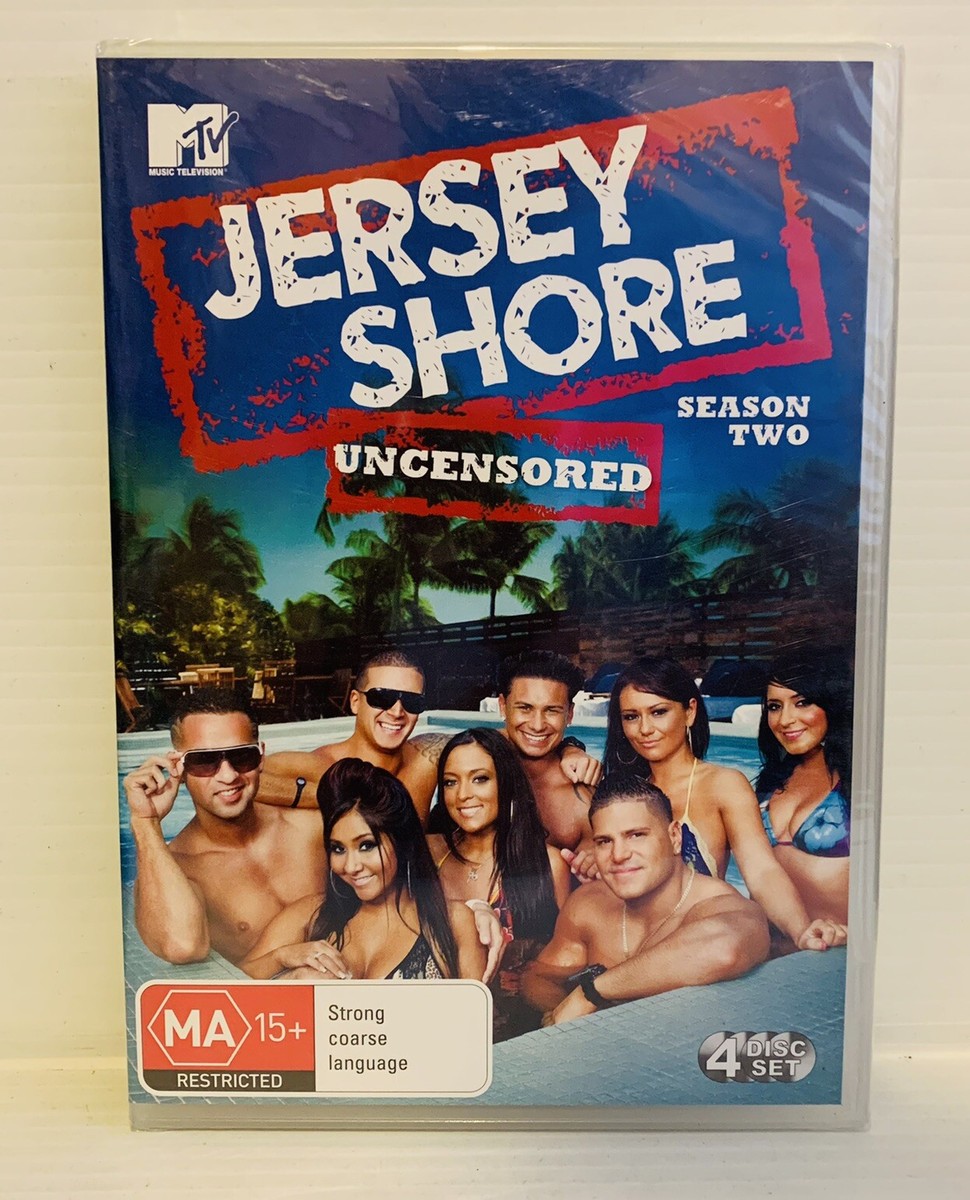 MTV
MUSIC TELEVISION
JERSEY
SHORE
SEASON
TWO
UNCENSORED
MA 15+
RESTRICTED
Strong
coarse
language
4 DISC
SET